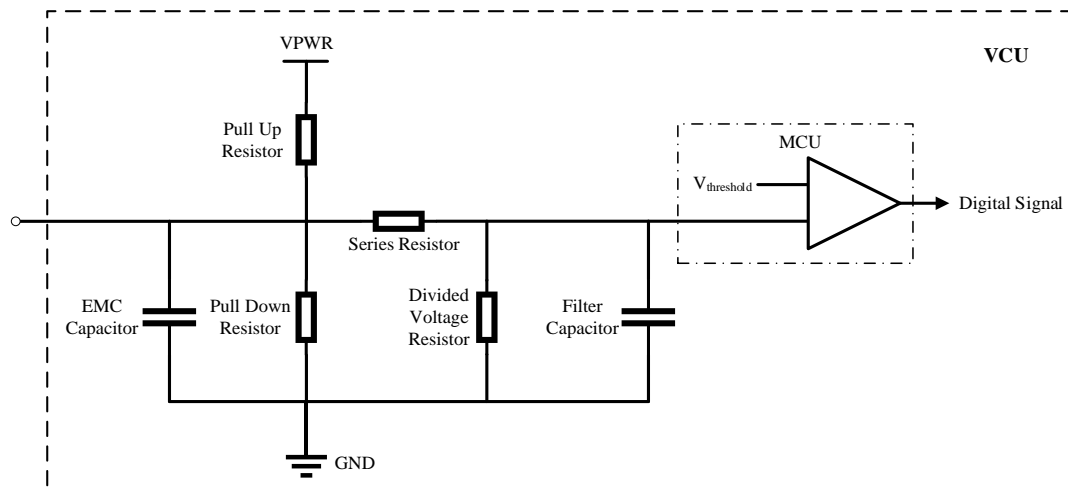 VPWR
VCU
Pull Up
Resistor
MCU
Vthreshold
Digital Signal
Series Resistor
EMC
Capacitor
Pull Down
Resistor
Divided
Voltage
Resistor
Filter
Capacitor
GND